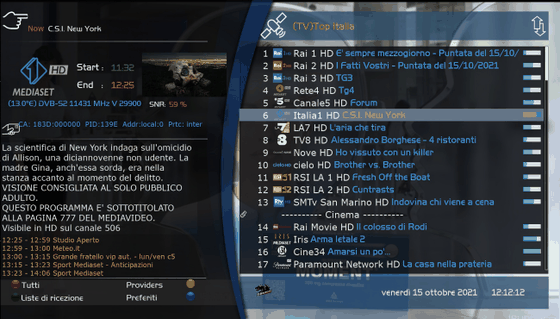 Now C.S.I. New York
MEDIASET
HD
Start : 11:32
End : 12:25
(13.0°E) DVB-S2 11431 MHz V 29900 SNR: 59 %
CA: 183D:000000 PID:139E Addr:local:0 Prtc: Inter
La scientifica di New York indaga sull'omicidio
di Allison, una diciannovenne non udente. La
madre Gina, anch'essa sorda, era nella
stanza accanto al momento del delitto.
VISIONE CONSIGLIATA AL SOLO PUBBLICO
ADULTO.
QUESTO PROGRAMMA E' SOTTOTITOLATO
ALLA PAGINA 777 DEL MEDIAVIDEO.
Visibile in HD sul canale 506
12:25 - 12:59 Studio Aperto
12:59 - 13:00 Meteo.it
13:00 - 13:15 Grande fratello vip aut. - lun/ven c5
13:15 - 13:23 Sport Mediaset - Anticipazioni
13:23 - 14:06 Sport Mediaset
Tutti Providers
Liste di ricezione Preferiti
(TV)Top italia
1 Rai 1 HD E' sempre mezzogiorno - Puntata del 15/10/
2 Rai 2 HD I Fatti Vostri - Puntata del 15/10/2021
3 Rai 3 HD TG3
4 Rete4 HD Tg4
5 Canale5 HD Forum
6 Italia1 HD C.S.I. New York
7 LA7 HD L'aria che tira
8 TV8 HD Alessandro Borghese - 4 ristoranti
9 Nove HD Ho vissuto con un killer
10 cielo HD Brother vs. Brother
11 RSI LA 1 HD Fresh Off the Boat
12 RSI LA 2 HD Cuntrasts
13 SMTv San Marino HD Indovina chi viene a cena
---------- Cinema ----------
14 Rai Movie HD Il colosso di Rodi
15 Iris Arma letale 2
16 Cine34 Amarsi un po'...
17 Paramount Network HD La casa nella prateria
MOMENT
venerdì 15 ottobre 2021 12:12:12